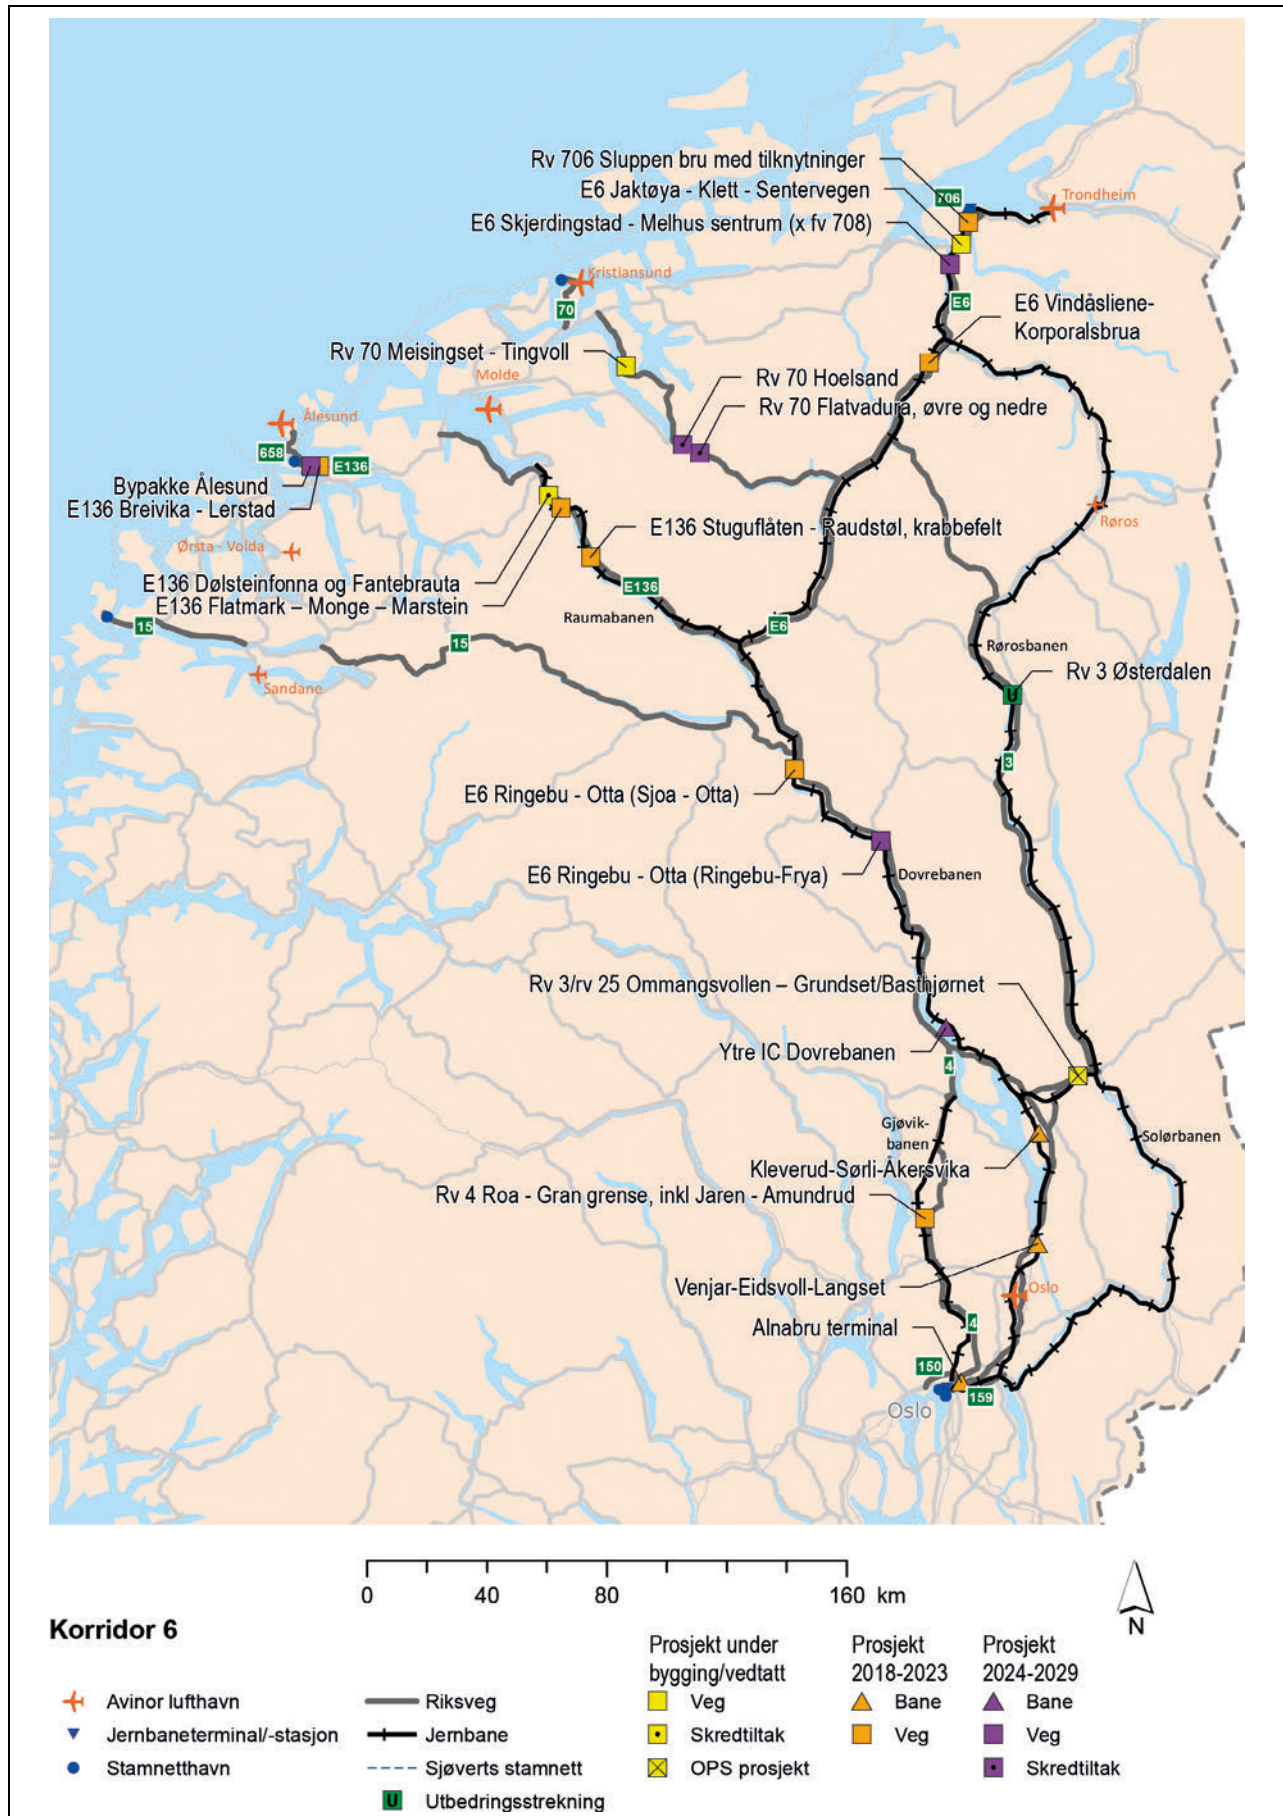 Rv 706 Sluppen bru med tilknytninger
E6 Jaktøya - Klett - Sentervegen
706
Trondheim
E6 Skjerdingstad - Melhus sentrum (x fv 708)
Kristiansund
70
E6
E6 Vindåsliene-
Korporalsbrua
Rv 70 Meisingset - Tingvoll
Molde
Rv 70 Hoelsand
Rv 70 Flatvadura, øvre og nedre
Ålesund
658
E136
Bypakke Ålesund
E136 Breivika - Lerstad
Røros
E136 Stuguflåten - Raudstøl, krabbefelt
Ørsta - Volda
E136 Dølsteinfonna og Fantebrauta
E136
E136 Flatmark – Monge – Marstein
Raumabanen
15
E6
15
Rørosbanen
Rv 3 Østerdalen
Sandane
U
3
E6 Ringebu - Otta (Sjoa - Otta)
E6 Ringebu - Otta (Ringebu-Frya)
Dovrebanen
Rv 3/rv 25 Ommangsvollen – Grundset/Basthjørnet
Ytre IC Dovrebanen
4
Gjøvik-
banen
Solørbanen
Kleverud-Sørli-Åkersvika
Rv 4 Roa - Gran grense, inkl Jaren - Amundrud
Venjar-Eidsvoll-Langset
Oslo
Alnabru terminal
4
150
159
Oslo
0 40 80 160 km
N
Korridor 6
Avinor lufthavn
Jernbaneterminal/-stasjon
Stamnetthavn
Riksveg
Jernbane
Sjøverts stamnett
U Utbedringsstrekning
Prosjekt under
bygging/vedtatt
Veg
Skredtiltak
OPS prosjekt
Prosjekt
2018-2023
Bane
Veg
Prosjekt
2024-2029
Bane
Veg
Skredtiltak